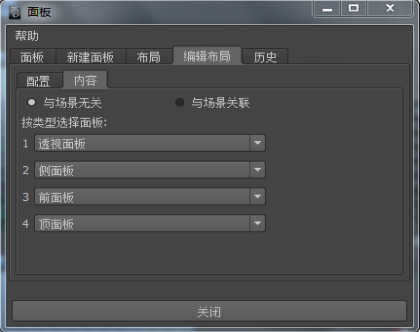 面板
帮助
面板 新建面板 布局 编辑布局 历史
配置 内容
与场景无关 与场景关联
按类型选择面板:
1 透视面板
2 侧面板
3 前面板
4 顶面板
关闭